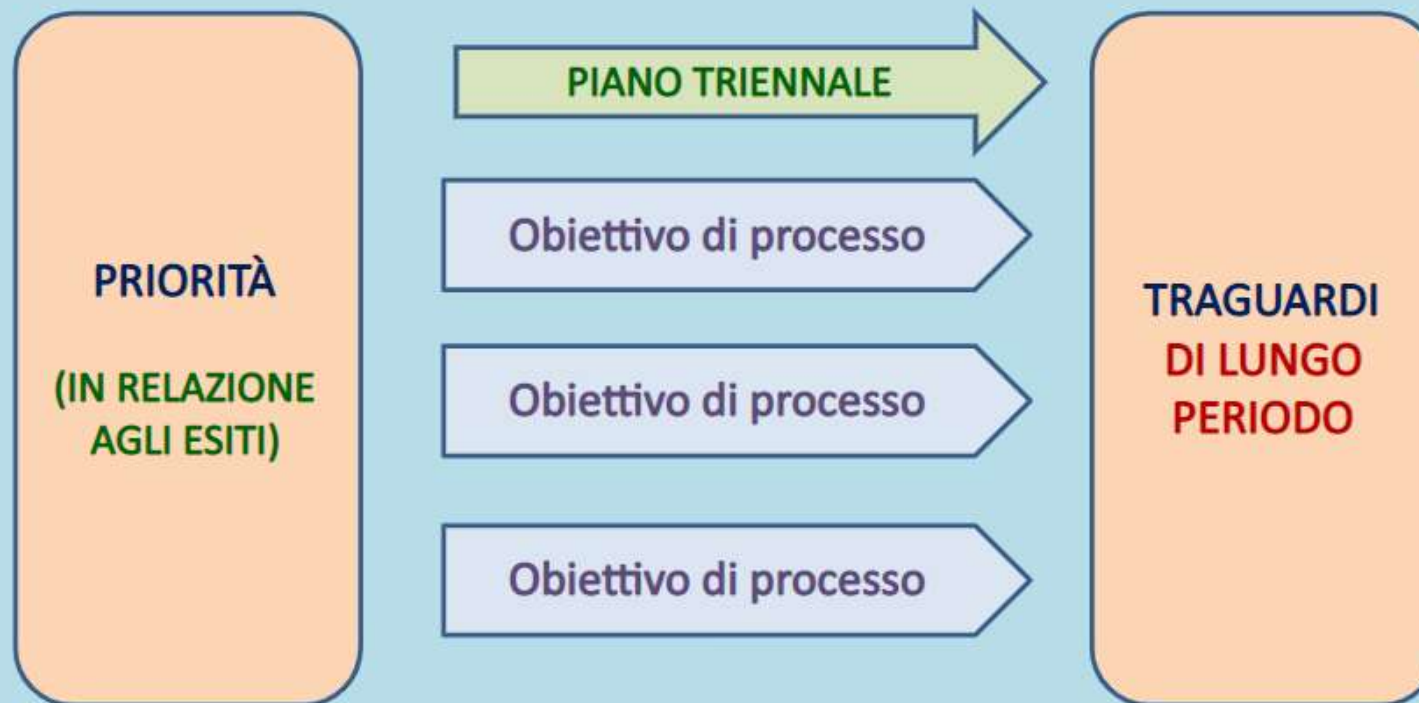 PRIORITÀ
(IN RELAZIONE
AGLI ESITI)
PIANO TRIENNALE
Obiettivo di processo
Obiettivo di processo
Obiettivo di processo
TRAGUARDI
DI LUNGO
PERIODO